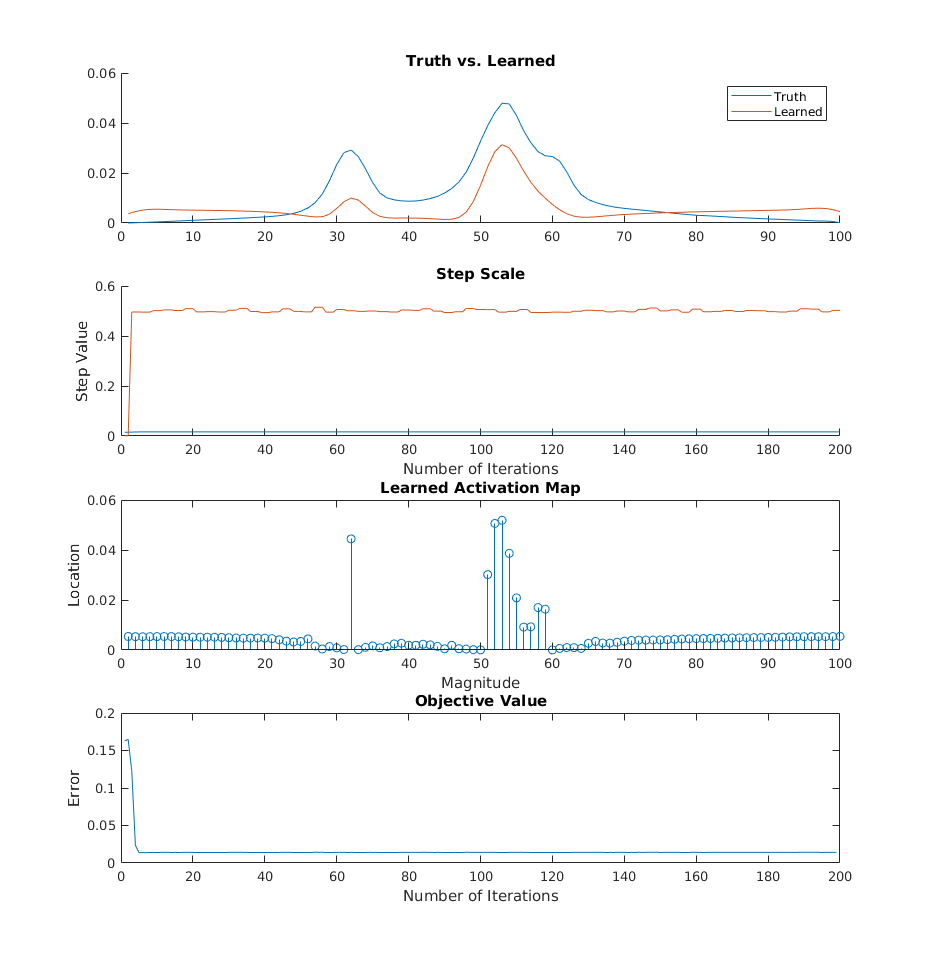 Truth vs. Learned
0.06
0.04
0.02
0
Truth
Learned
0 10 20 30 40 50 60 70 80 90 100
Step Scale
Step Value
0.6
0.4
0.2
0
0 20 40 60 80 100 120 140 160 180 200
Number of Iterations
Learned Activation Map
Location
0.06
0.04
0.02
0
0 10 20 30 40 50 60 70 80 90 100
Magnitude
Objective Value
Error
0.2
0.15
0.1
0.05
0
0 20 40 60 80 100 120 140 160 180 200
Number of Iterations